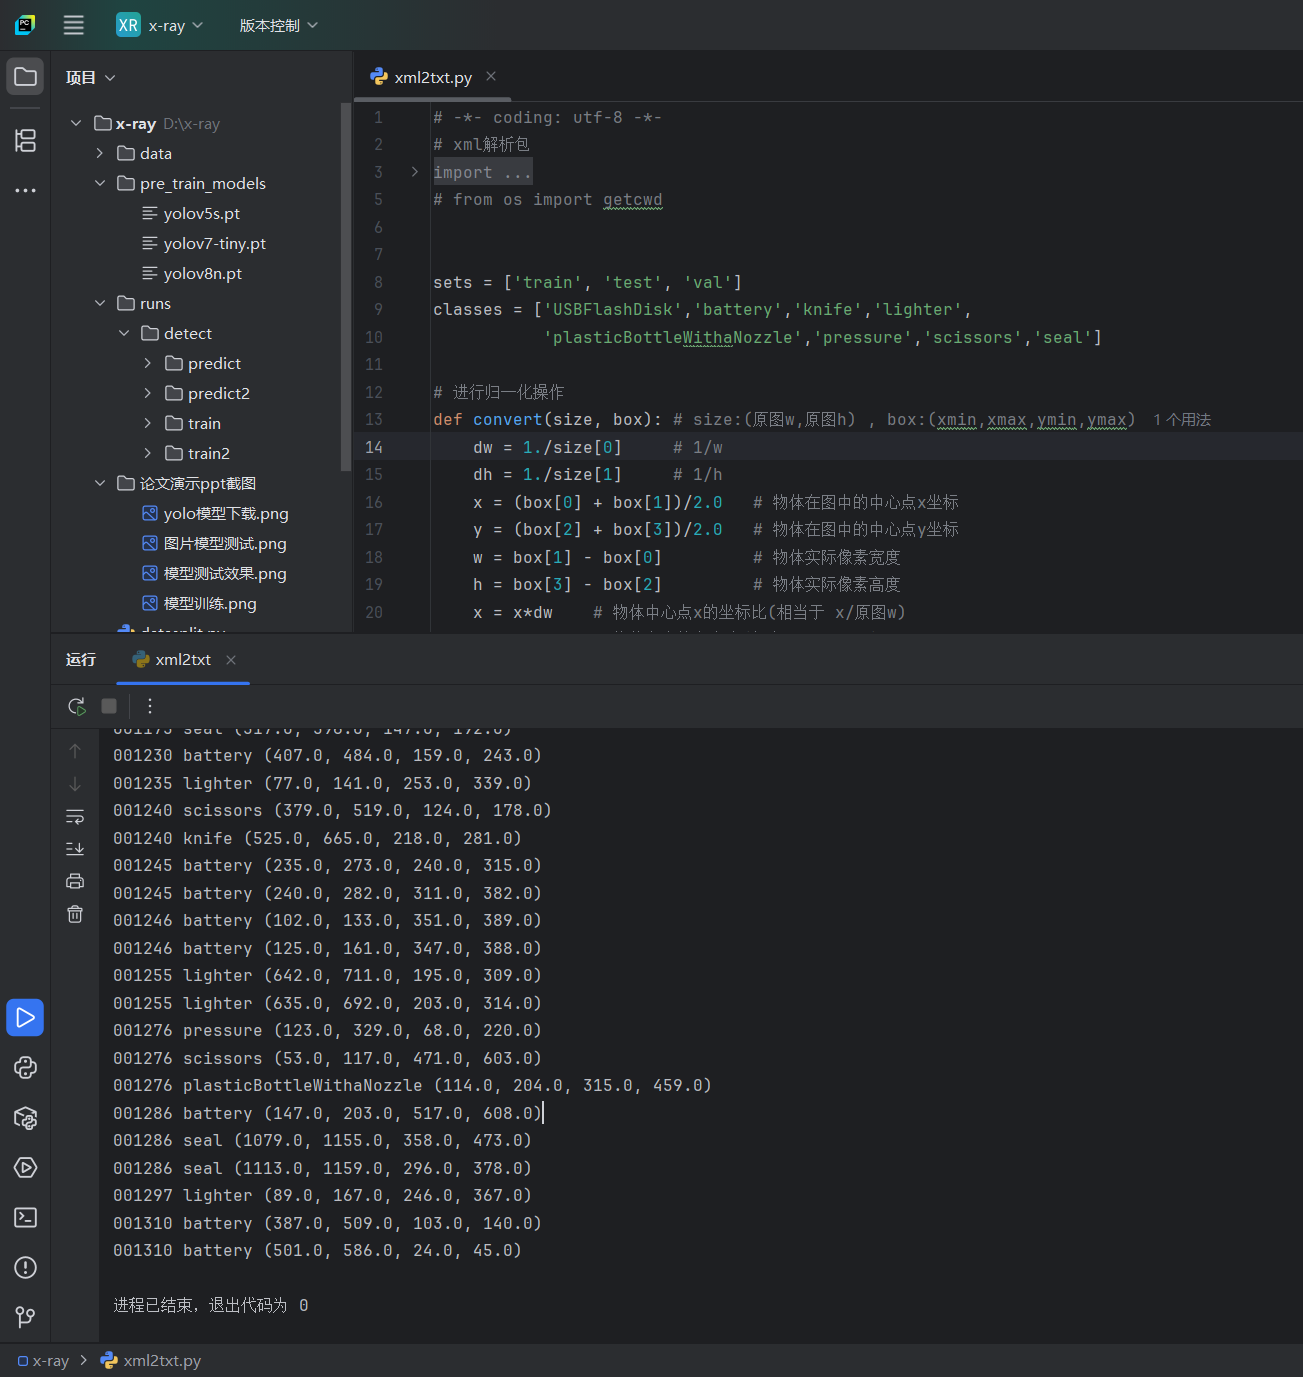 XR x-ray 版本控制
项目
x-ray D:\x-ray
data
pre_train_models
yolov5s.pt
yolov7-tiny.pt
yolov8n.pt
runs
detect
predict
predict2
train
train2
论文演示ppt截图
yolo模型下载.png
图片模型测试.png
模型测试效果.png
模型训练.png
xml2txt.py
1 # -*- coding: utf-8 -*-
2 # xml解析包
3 import ...
5 # from os import getcwd
6
7
8 sets = ['train', 'test', 'val']
9 classes = ['USBFlashDisk','battery','knife','lighter',
10 'plasticBottleWithaNozzle','pressure','scissors','seal']
11
12 # 进行归一化操作
13 def convert(size, box): # size:(原图w,原图h) , box:(xmin,xmax,ymin,ymax) 1 个用法
14 dw = 1./size[0] # 1/w
15 dh = 1./size[1] # 1/h
16 x = (box[0] + box[1])/2.0 # 物体在图中的中心点x坐标
17 y = (box[2] + box[3])/2.0 # 物体在图中的中心点y坐标
18 w = box[1] - box[0] # 物体实际像素宽度
19 h = box[3] - box[2] # 物体实际像素高度
20 x = x*dw # 物体中心点x的坐标比(相当于 x/原图w)
运行 xml2txt
001230 battery (407.0, 484.0, 159.0, 243.0)
001235 lighter (77.0, 141.0, 253.0, 339.0)
001240 scissors (379.0, 519.0, 124.0, 178.0)
001240 knife (525.0, 665.0, 218.0, 281.0)
001245 battery (235.0, 273.0, 240.0, 315.0)
001245 battery (240.0, 282.0, 311.0, 382.0)
001246 battery (102.0, 133.0, 351.0, 389.0)
001246 battery (125.0, 161.0, 347.0, 388.0)
001255 lighter (642.0, 711.0, 195.0, 309.0)
001255 lighter (635.0, 692.0, 203.0, 314.0)
001276 pressure (123.0, 329.0, 68.0, 220.0)
001276 scissors (53.0, 117.0, 471.0, 603.0)
001276 plasticBottleWithaNozzle (114.0, 204.0, 315.0, 459.0)
001286 battery (147.0, 203.0, 517.0, 608.0)
001286 seal (1079.0, 1155.0, 358.0, 473.0)
001286 seal (1113.0, 1159.0, 296.0, 378.0)
001297 lighter (89.0, 167.0, 246.0, 367.0)
001310 battery (387.0, 509.0, 103.0, 140.0)
001310 battery (501.0, 586.0, 24.0, 45.0)
进程已结束，退出代码为 0
x-ray > xml2txt.py